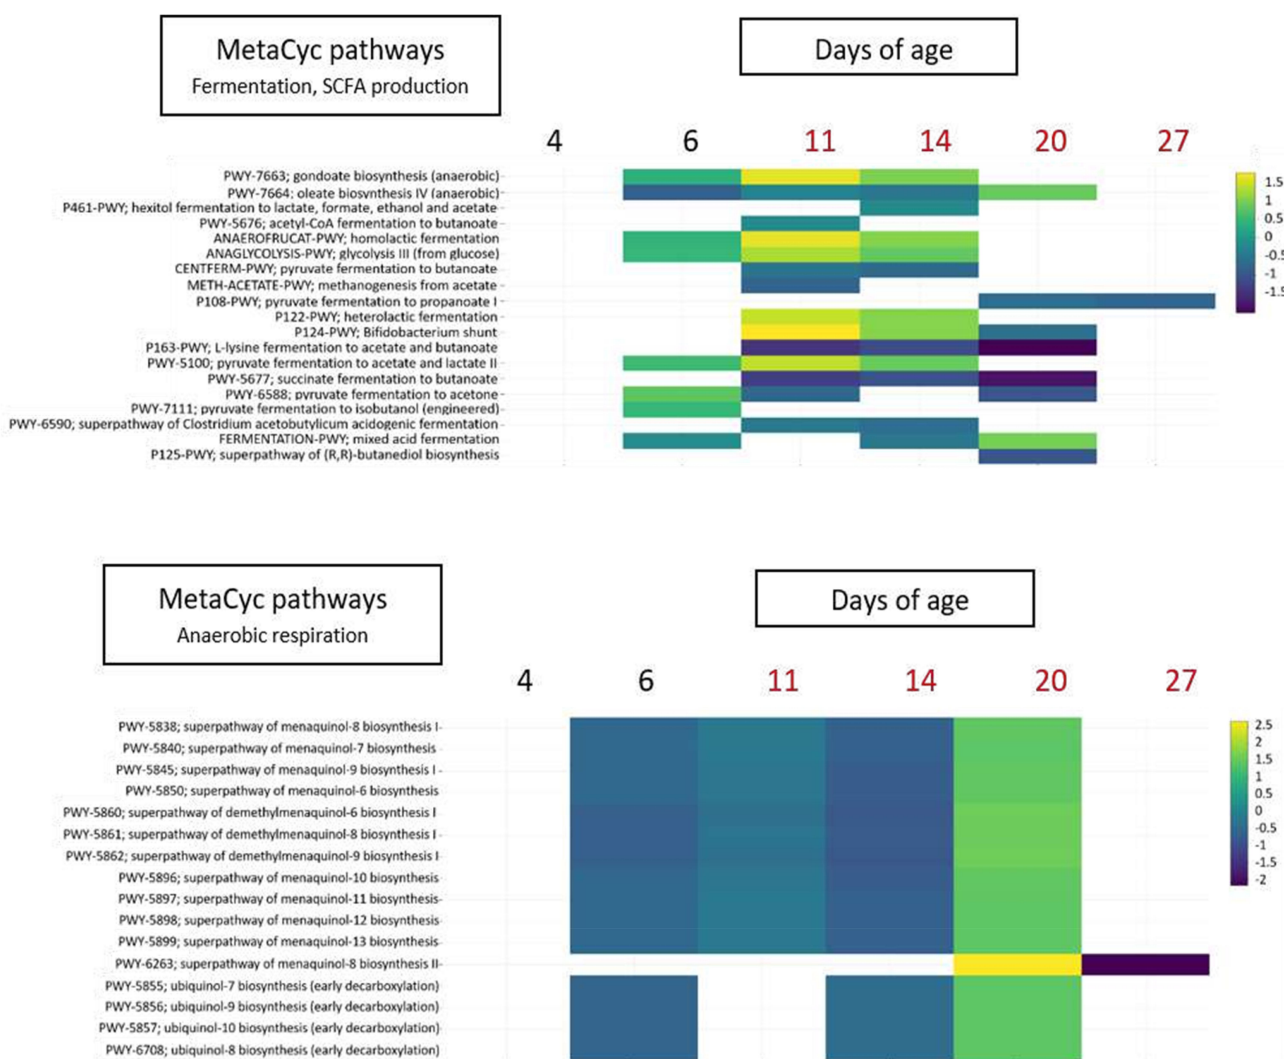 MetaCyc pathways
Fermentation, SCFA production
Days of age
4 6 11 14 20 27
PWY-7663; gondoate biosynthesis (anaerobic)
PWY-7664; oleate biosynthesis IV (anaerobic)
P461-PWY; hexitol fermentation to lactate, formate, ethanol and acetate
PWY-5676; acetyl-CoA fermentation to butanoate
ANAEROFRUCAT-PWY; homolactic fermentation
ANAGLYCOLYSIS-PWY; glycolysis III (from glucose)
CENTFERM-PWY; pyruvate fermentation to butanoate
METH-ACETATE-PWY; methanogenesis from acetate
P108-PWY; pyruvate fermentation to propanoate I
P122-PWY; heterolactic fermentation
P124-PWY; Bifidobacterium shunt
P163-PWY; L-lysine fermentation to acetate and butanoate
PWY-5100; pyruvate fermentation to acetate and lactate II
PWY-5677; succinate fermentation to butanoate
PWY-6588; pyruvate fermentation to acetone
PWY-7111; pyruvate fermentation to isobutanol (engineered)
PWY-6590; superpathway of Clostridium acetobutylicum acidogenic fermentation
FERMENTATION-PWY; mixed acid fermentation
P125-PWY; superpathway of (R,R)-butanediol biosynthesis
1.5
1
0.5
0
-0.5
-1
-1.5
MetaCyc pathways
Anaerobic respiration
Days of age
4 6 11 14 20 27
PWY-5838; superpathway of menaquinol-8 biosynthesis I
PWY-5840; superpathway of menaquinol-7 biosynthesis
PWY-5845; superpathway of menaquinol-9 biosynthesis I
PWY-5850; superpathway of menaquinol-6 biosynthesis
PWY-5860; superpathway of demethylmenaquinol-6 biosynthesis I
PWY-5861; superpathway of demethylmenaquinol-8 biosynthesis I
PWY-5862; superpathway of demethylmenaquinol-9 biosynthesis I
PWY-5896; superpathway of menaquinol-10 biosynthesis
PWY-5897; superpathway of menaquinol-11 biosynthesis
PWY-5898; superpathway of menaquinol-12 biosynthesis
PWY-5899; superpathway of menaquinol-13 biosynthesis
PWY-6263; superpathway of menaquinol-8 biosynthesis II
PWY-5855; ubiquinol-7 biosynthesis (early decarboxylation)
PWY-5856; ubiquinol-9 biosynthesis (early decarboxylation)
PWY-5857; ubiquinol-10 biosynthesis (early decarboxylation)
PWY-6708; ubiquinol-8 biosynthesis (early decarboxylation)
2.5
2
1.5
1
0.5
0
-0.5
-1
-1.5
-2